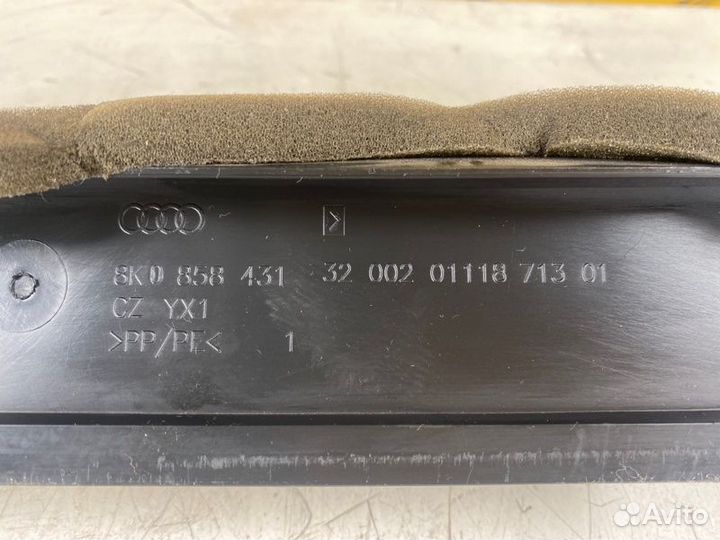 8K0 858 431 32 002 01118 713 01
CZ YX1
>PP/PE< 1
Avito